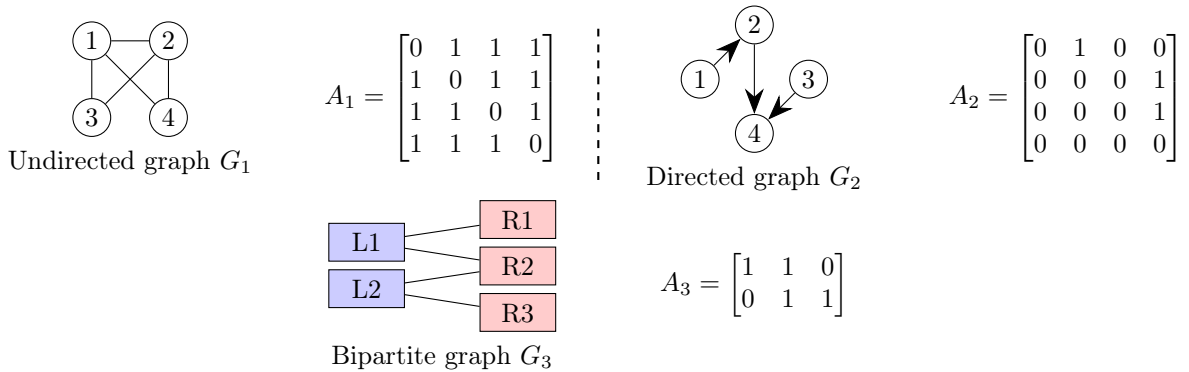 1 2
3 4
Undirected graph G₁
A₁ =
0 1 1 1
1 0 1 1
1 1 0 1
1 1 1 0
2
1 3
4
Directed graph G₂
A₂ =
0 1 0 0
0 0 0 1
0 0 0 1
0 0 0 0
L1
L2
R1
R2
R3
Bipartite graph G₃
A₃ =
1 1 0
0 1 1